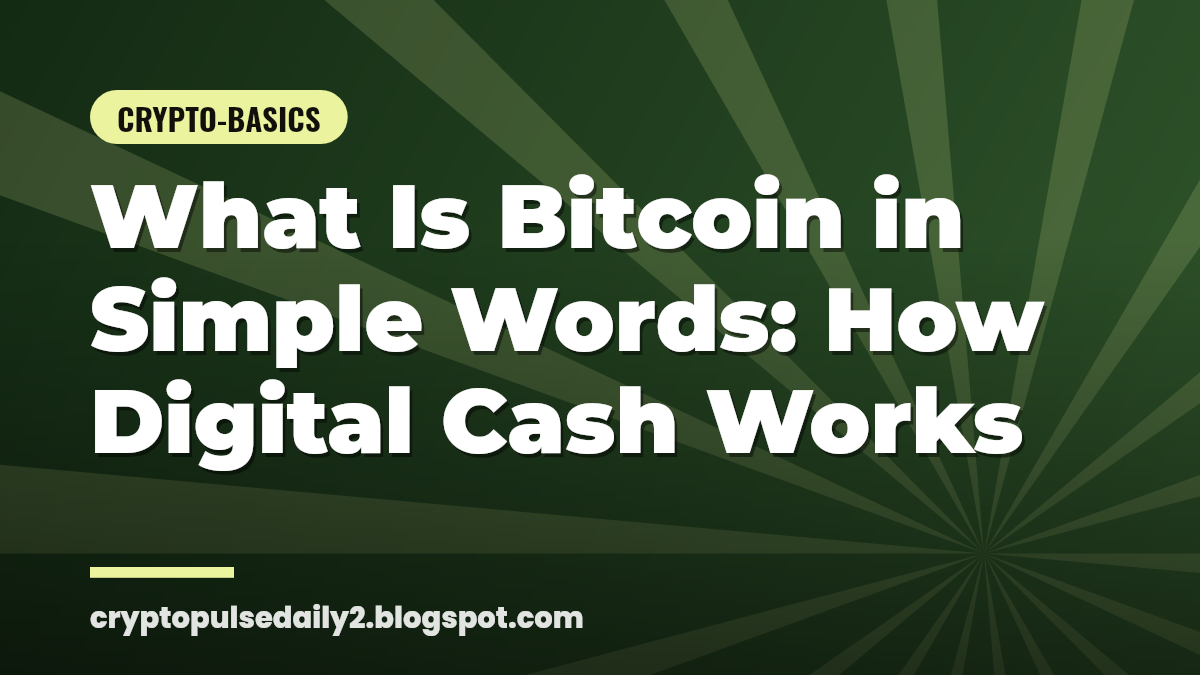 CRYPTO-BASICS
What Is Bitcoin in
Simple Words: How
Digital Cash Works
cryptopulsedaily2.blogspot.com